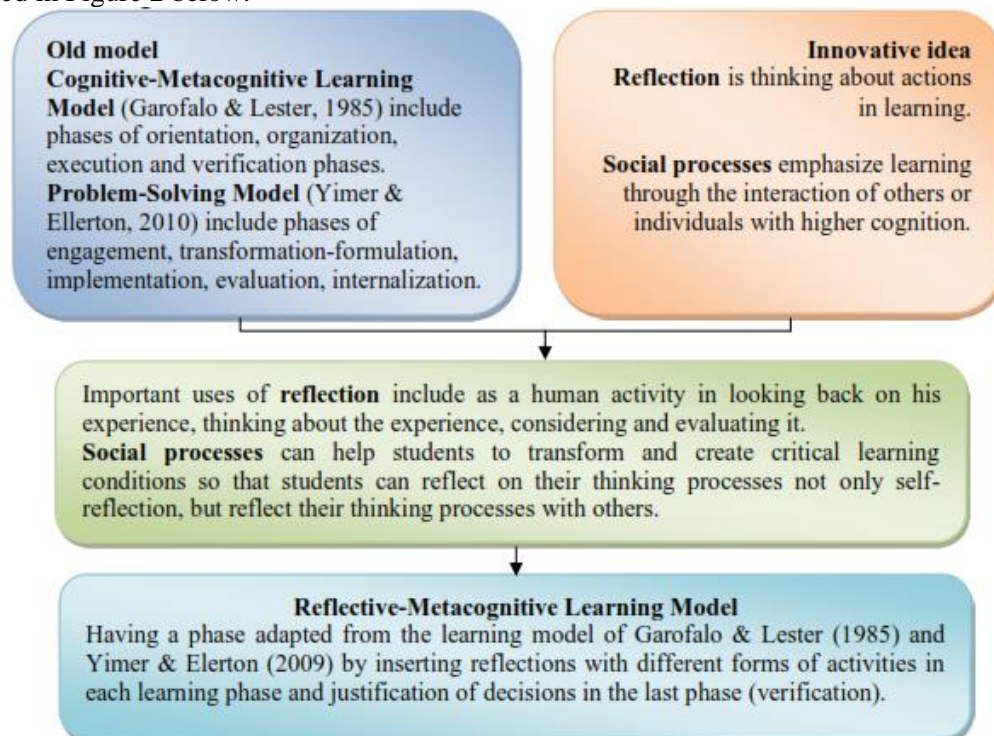 ed in Figure 2 below.
Old model
Cognitive-Metacognitive Learning
Model (Garofalo & Lester, 1985) include
phases of orientation, organization,
execution and verification phases.
Problem-Solving Model (Yimer &
Ellerton, 2010) include phases of
engagement, transformation-formulation,
implementation, evaluation, internalization.
Innovative idea
Reflection is thinking about actions
in learning.
Social processes emphasize learning
through the interaction of others or
individuals with higher cognition.
Important uses of reflection include as a human activity in looking back on his
experience, thinking about the experience, considering and evaluating it.
Social processes can help students to transform and create critical learning
conditions so that students can reflect on their thinking processes not only self-
reflection, but reflect their thinking processes with others.
Reflective-Metacognitive Learning Model
Having a phase adapted from the learning model of Garofalo & Lester (1985) and
Yimer & Elerton (2009) by inserting reflections with different forms of activities in
each learning phase and justification of decisions in the last phase (verification).